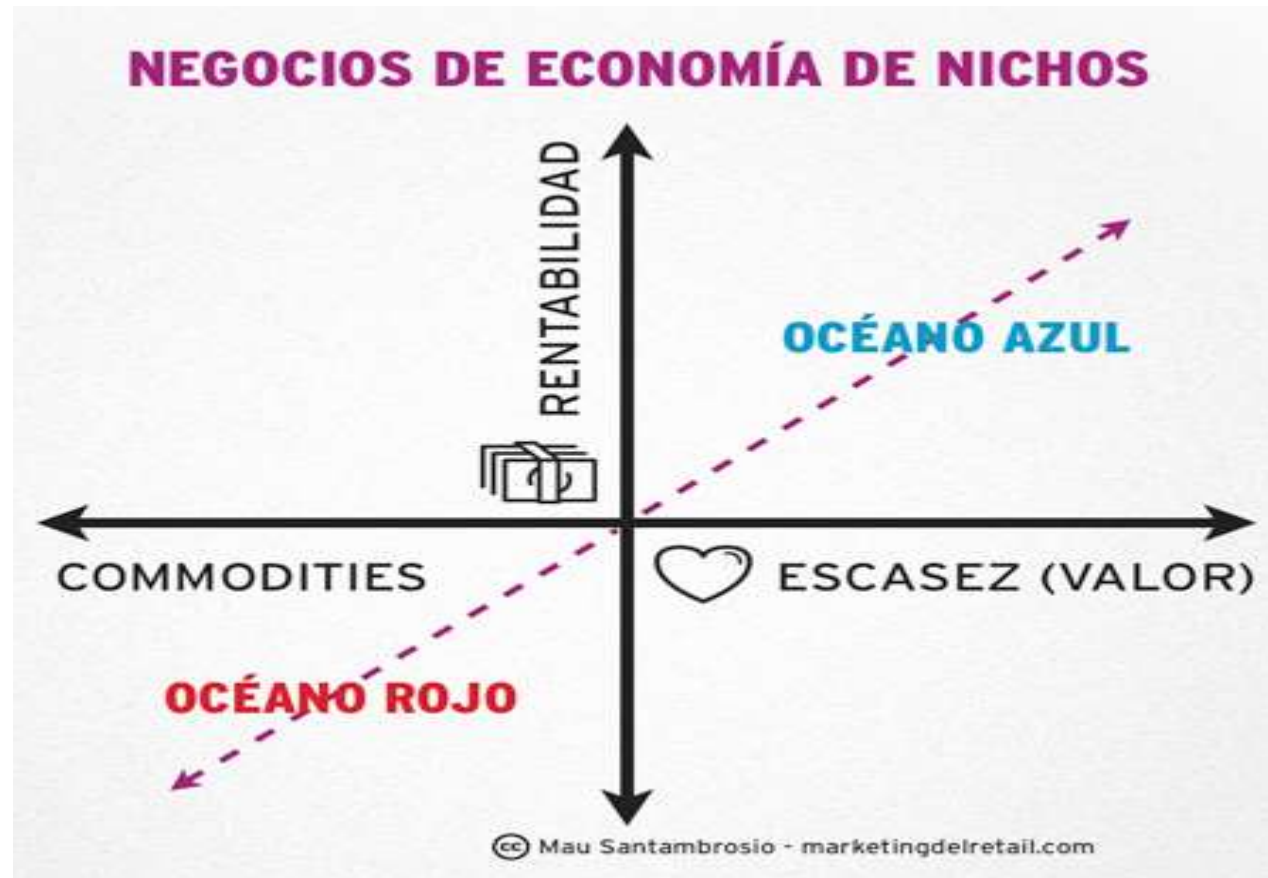 NEGOCIOS DE ECONOMÍA DE NICHOS
RENTABILIDAD
OCÉANO AZUL
COMMODITIES
ESCASEZ (VALOR)
OCÉANO ROJO
cc Mau Santambrosio - marketingdelretail.com